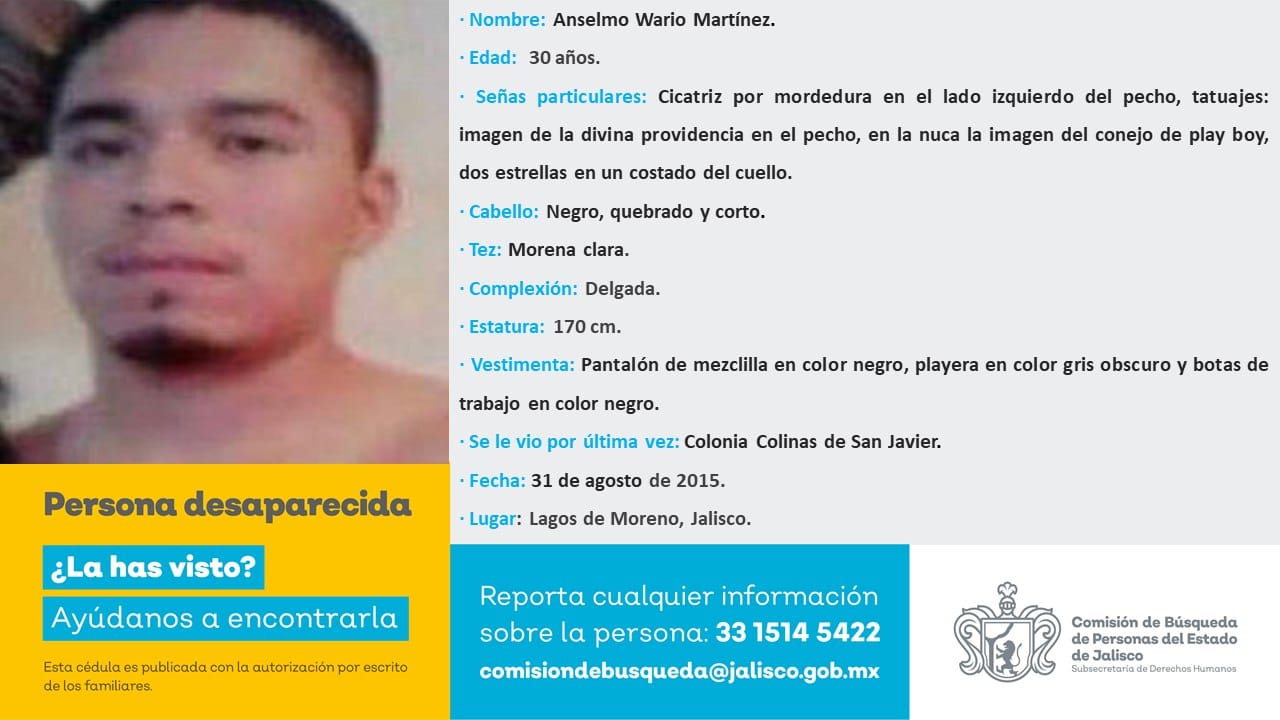 · Nombre: Anselmo Wario Martínez.
· Edad: 30 años.
· Señas particulares: Cicatriz por mordedura en el lado izquierdo del pecho, tatuajes:
imagen de la divina providencia en el pecho, en la nuca la imagen del conejo de play boy,
dos estrellas en un costado del cuello.
· Cabello: Negro, quebrado y corto.
· Tez: Morena clara.
· Complexión: Delgada.
· Estatura: 170 cm.
· Vestimenta: Pantalón de mezclilla en color negro, playera en color gris obscuro y botas de
trabajo en color negro.
· Se le vio por última vez: Colonia Colinas de San Javier.
· Fecha: 31 de agosto de 2015.
· Lugar: Lagos de Moreno, Jalisco.
Persona desaparecida
¿La has visto?
Ayúdanos a encontrarla
Esta cédula es publicada con la autorización por escrito
de los familiares.
Reporta cualquier información
sobre la persona: 33 1514 5422
comisiondebusqueda@jalisco.gob.mx
Comisión de Búsqueda
de Personas del Estado
de Jalisco
Subsecretaría de Derechos Humanos